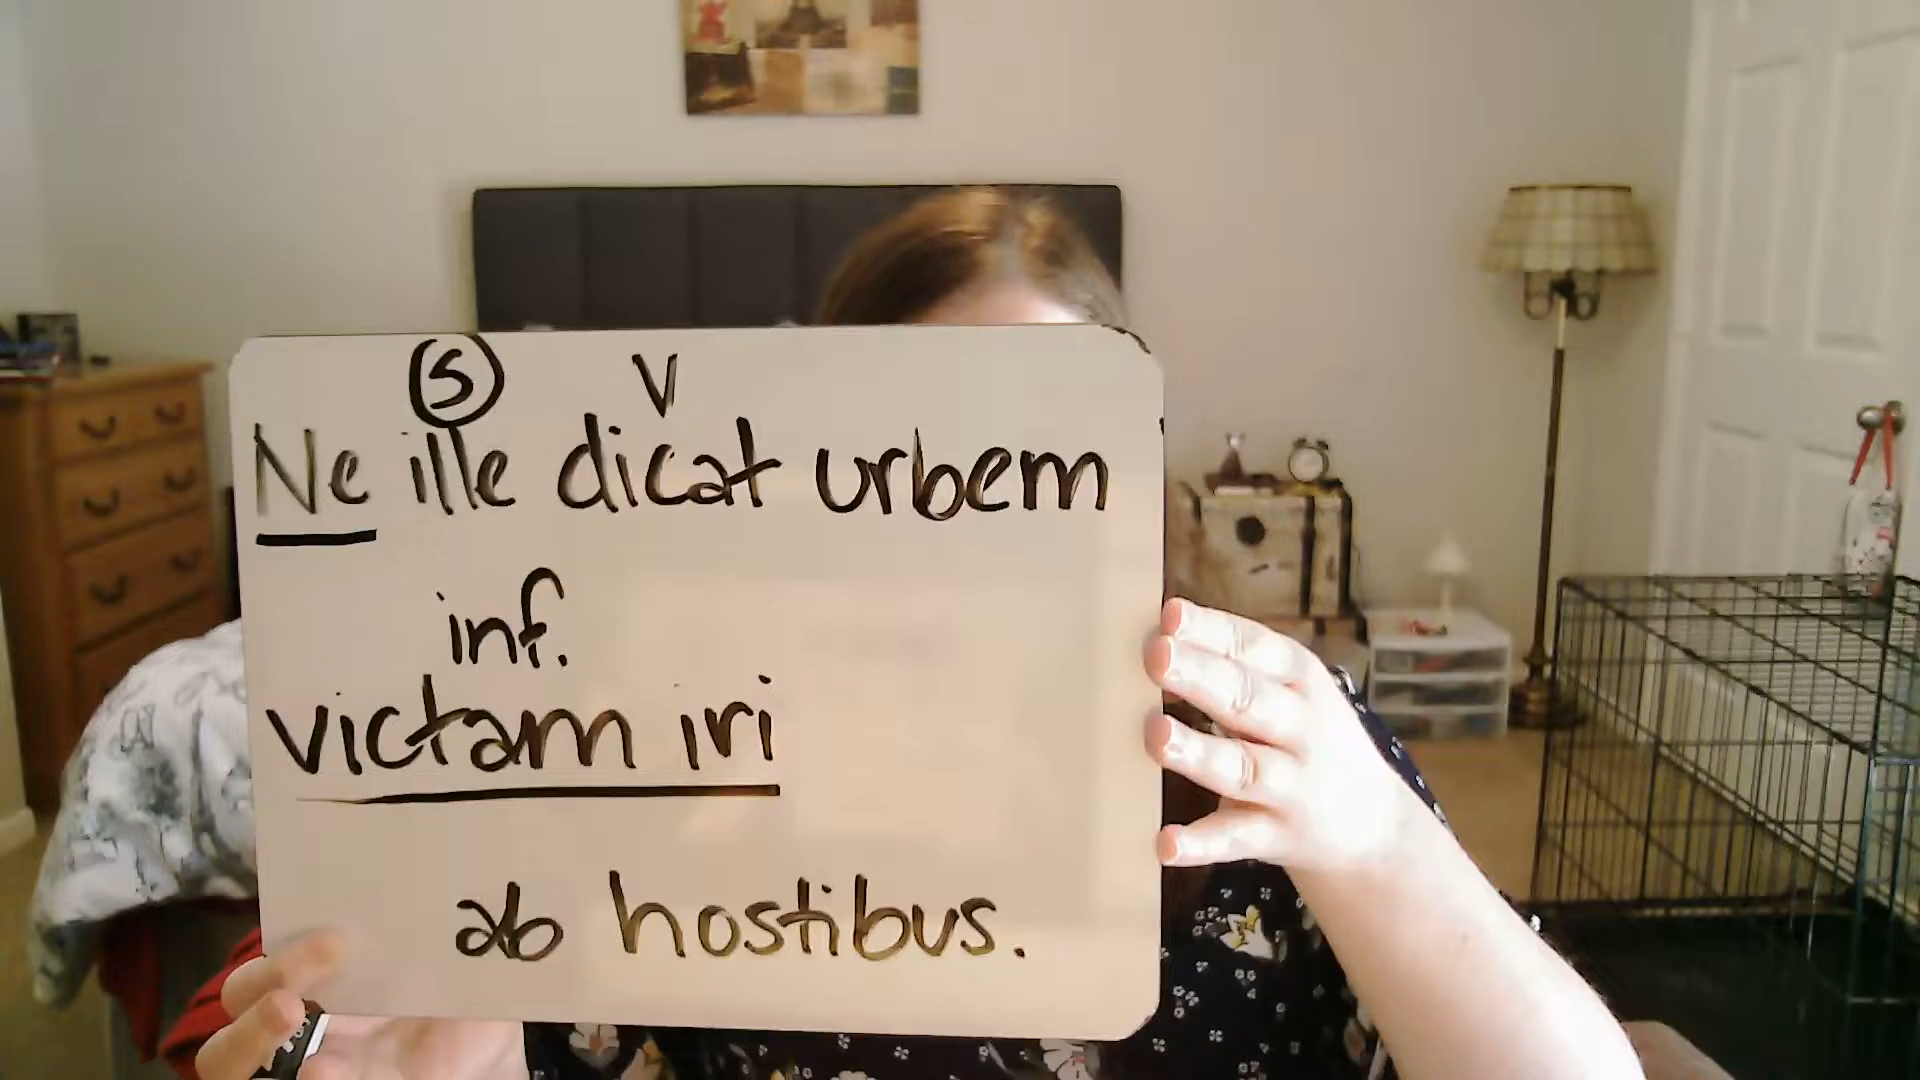 S V
Ne ille dicat urbem
inf.
victam iri
ab hostibus.